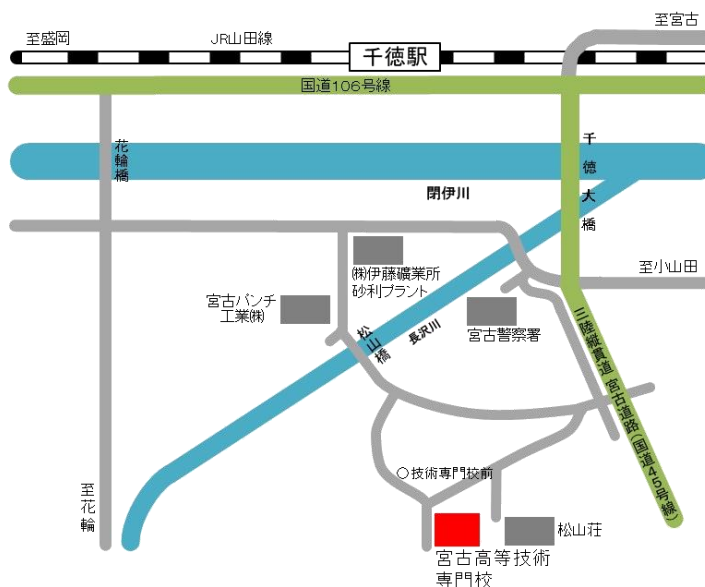 至宮古
至盛岡
JR山田線
千徳駅
国道106号線
花輪橋
千徳大橋
閉伊川
㈱伊藤礦業所
砂利プラント
至小山田
宮古パンチ
工業㈱
松山橋
長沢川
宮古警察署
三陸縦貫道 宮古道路(国道45号線)
○技術専門校前
至花輪
松山荘
宮古高等技術
専門校